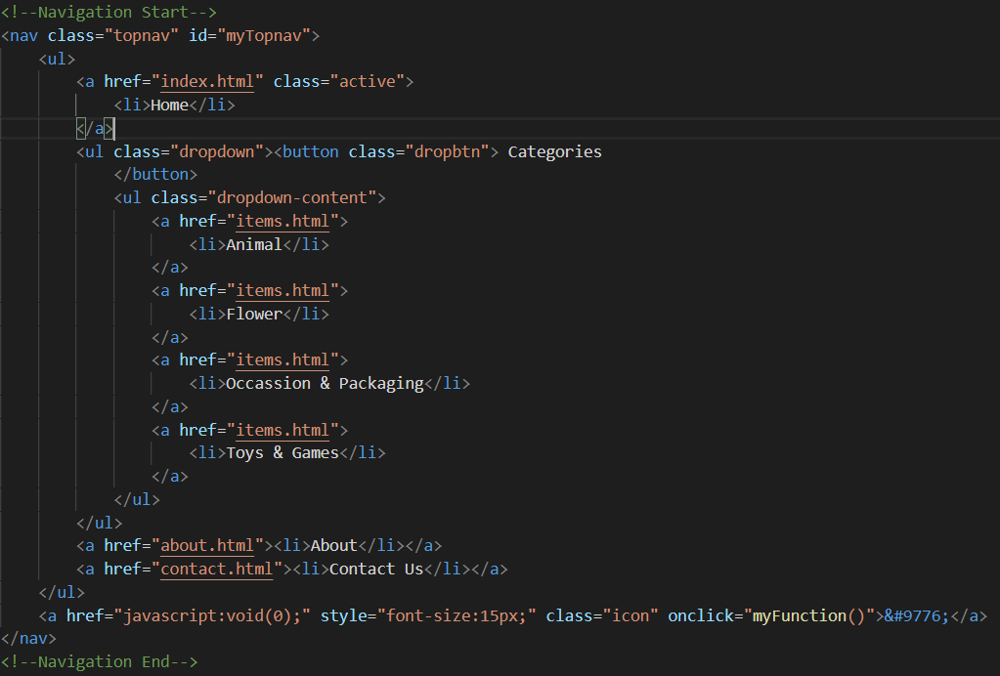 <!--Navigation Start-->
<nav class="topnav" id="myTopnav">
<ul>
<a href="index.html" class="active">
<li>Home</li>
</a>
<ul class="dropdown"><button class="dropbtn"> Categories
</button>
<ul class="dropdown-content">
<a href="items.html">
<li>Animal</li>
</a>
<a href="items.html">
<li>Flower</li>
</a>
<a href="items.html">
<li>Occassion & Packaging</li>
</a>
<a href="items.html">
<li>Toys & Games</li>
</a>
</ul>
</ul>
<a href="about.html"><li>About</li></a>
<a href="contact.html"><li>Contact Us</li></a>
</ul>
<a href="javascript:void(0);" style="font-size:15px;" class="icon" onclick="myFunction()">&#9776;</a>
</nav>
<!--Navigation End-->